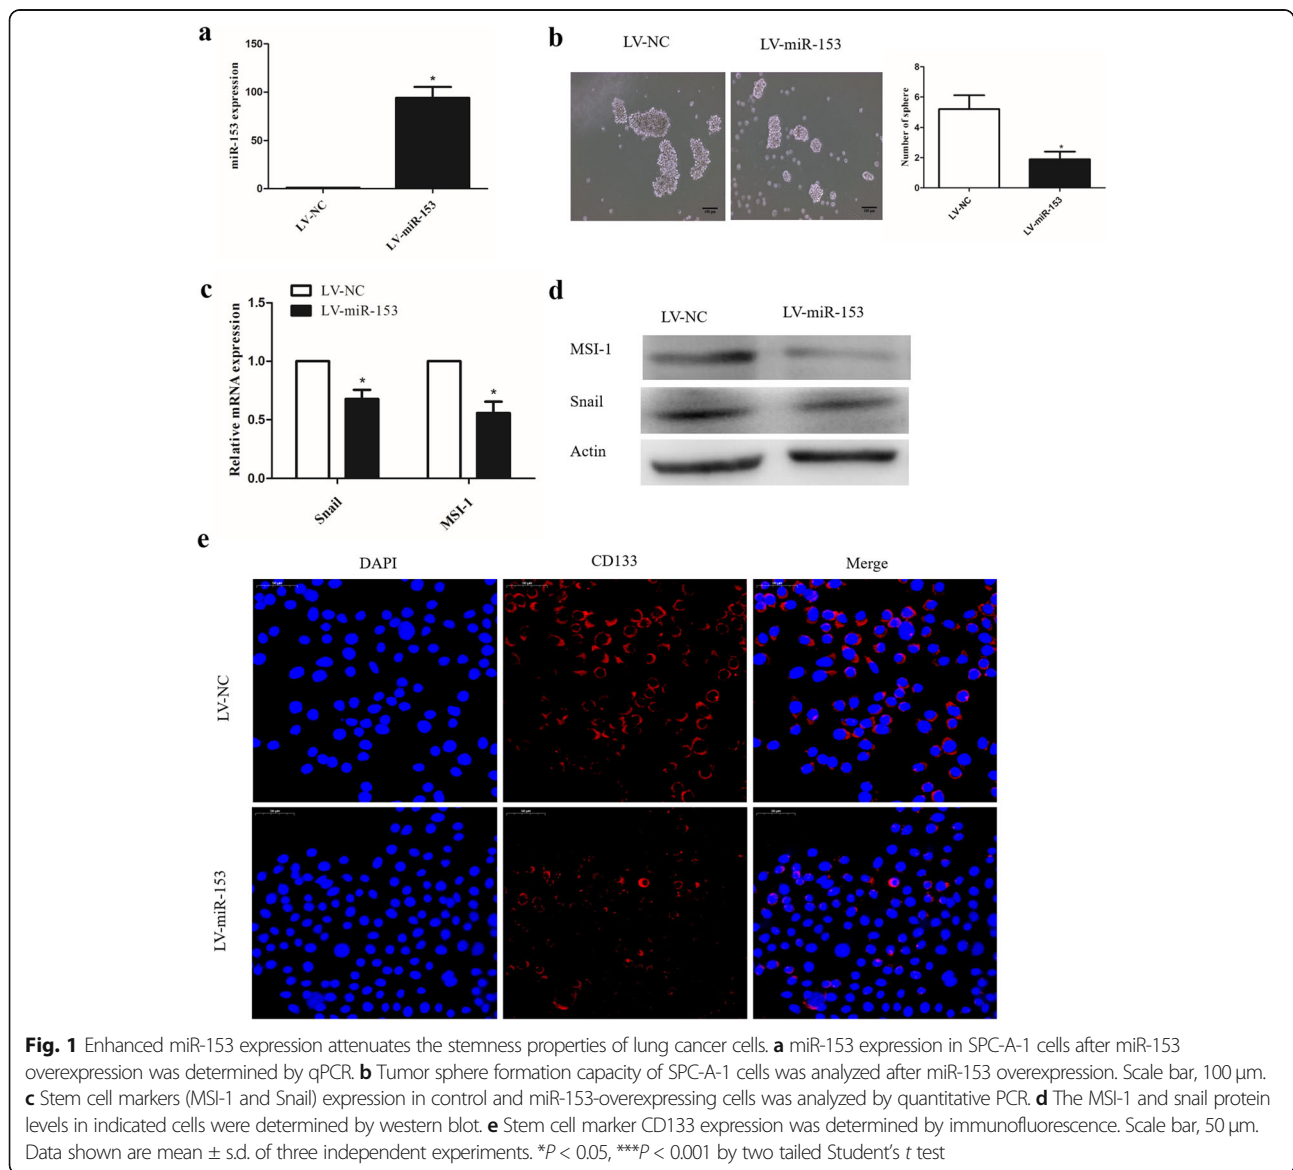 a
150
100
50
0
miR-153 expression
*
LV-NC
LV-miR-153
b
LV-NC
LV-miR-153
8
6
4
2
0
Number of sphere
*
LV-NC
LV-miR-153
c
LV-NC
LV-miR-153
1.5
1.0
0.5
0.0
Relative mRNA expression
*
*
Snail
MSI-1
d
LV-NC
LV-miR-153
MSI-1
Snail
Actin
e
DAPI
CD133
Merge
LV-NC
LV-miR-153
Fig. 1 Enhanced miR-153 expression attenuates the stemness properties of lung cancer cells. a miR-153 expression in SPC-A-1 cells after miR-153
overexpression was determined by qPCR. b Tumor sphere formation capacity of SPC-A-1 cells was analyzed after miR-153 overexpression. Scale bar, 100 μm.
c Stem cell markers (MSI-1 and Snail) expression in control and miR-153-overexpressing cells was analyzed by quantitative PCR. d The MSI-1 and snail protein
levels in indicated cells were determined by western blot. e Stem cell marker CD133 expression was determined by immunofluorescence. Scale bar, 50 μm.
Data shown are mean ± s.d. of three independent experiments. *P < 0.05, ***P < 0.001 by two tailed Student's t test